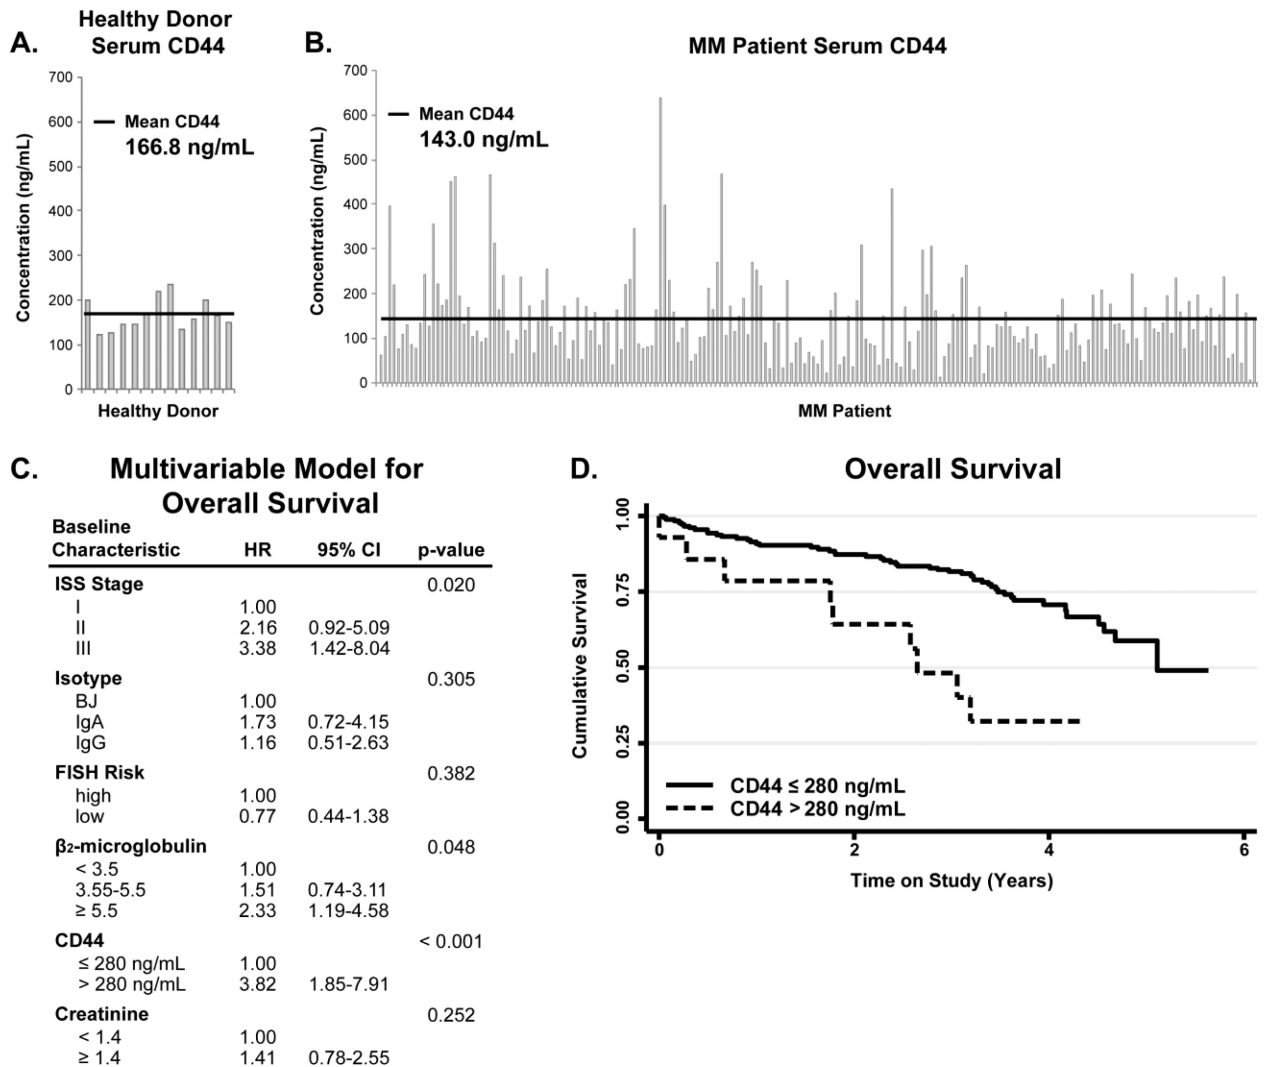 A.
Healthy Donor
Serum CD44
700
600
500
400
300
200
100
0
Concentration (ng/mL)
Mean CD44
166.8 ng/mL
Healthy Donor
B.
MM Patient Serum CD44
700
600
500
400
300
200
100
0
Concentration (ng/mL)
Mean CD44
143.0 ng/mL
MM Patient
C.
Multivariable Model for
Overall Survival
Baseline
Characteristic HR 95% CI p-value
ISS Stage 0.020
I 1.00
II 2.16 0.92-5.09
III 3.38 1.42-8.04
Isotype 0.305
BJ 1.00
IgA 1.73 0.72-4.15
IgG 1.16 0.51-2.63
FISH Risk 0.382
high 1.00
low 0.77 0.44-1.38
β2-microglobulin 0.048
< 3.5 1.00
3.55-5.5 1.51 0.74-3.11
≥ 5.5 2.33 1.19-4.58
CD44 < 0.001
≤ 280 ng/mL 1.00
> 280 ng/mL 3.82 1.85-7.91
Creatinine 0.252
< 1.4 1.00
≥ 1.4 1.41 0.78-2.55
D.
Overall Survival
1.00
0.75
0.50
0.25
0.00
Cumulative Survival
CD44 ≤ 280 ng/mL
CD44 > 280 ng/mL
0 2 4 6
Time on Study (Years)